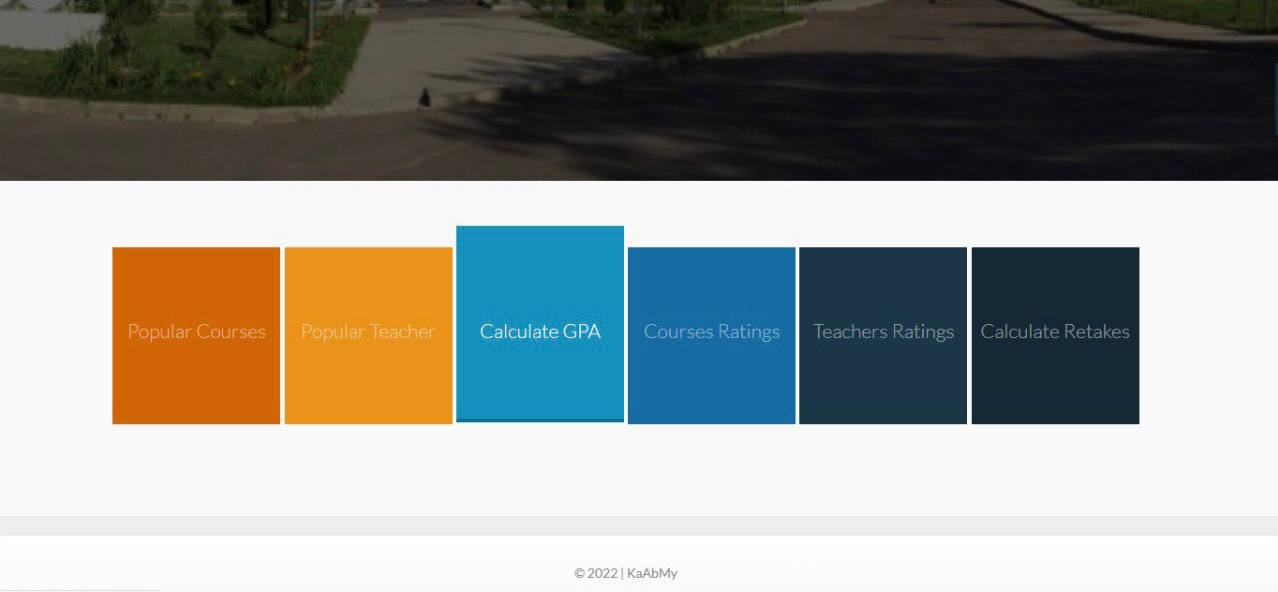 Popular Courses
Popular Teacher
Calculate GPA
Courses Ratings
Teachers Ratings
Calculate Retakes
© 2022 | KaAbMy